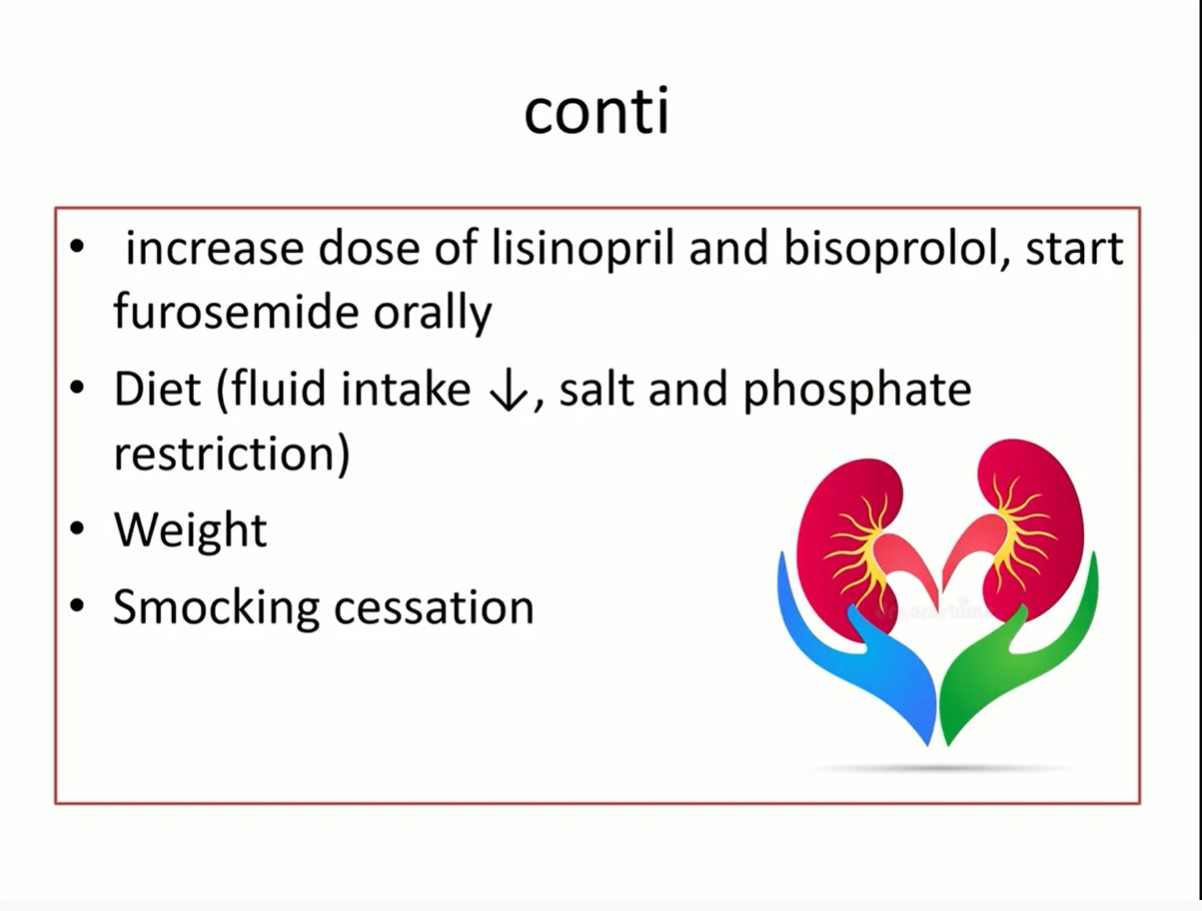 conti
• increase dose of lisinopril and bisoprolol, start
furosemide orally
• Diet (fluid intake ↓, salt and phosphate
restriction)
• Weight
• Smocking cessation